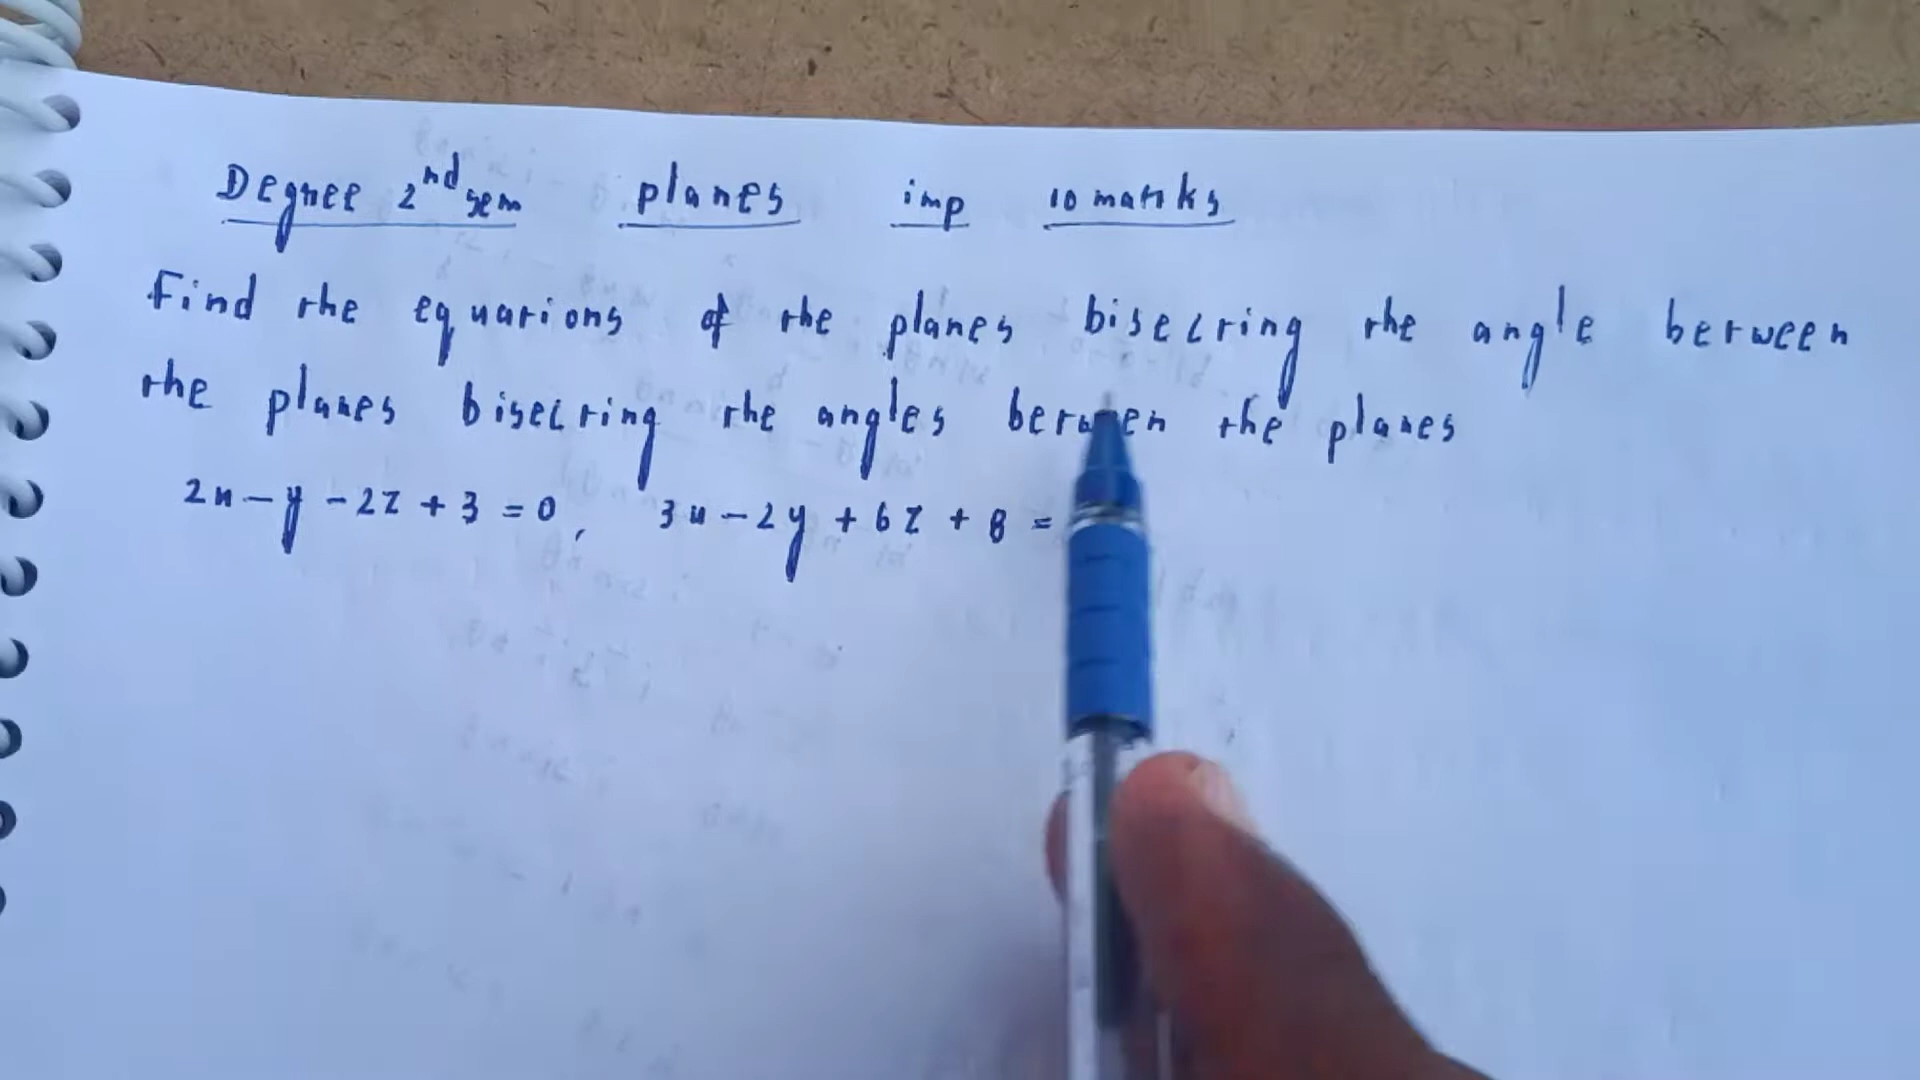 Degree 2nd sem planes imp 10 marks
Find the equations of the planes bisecting the angle between
the planes bisecting the angles between the planes
2x - y - 2z + 3 = 0, 3x - 2y + 6z + 8 =